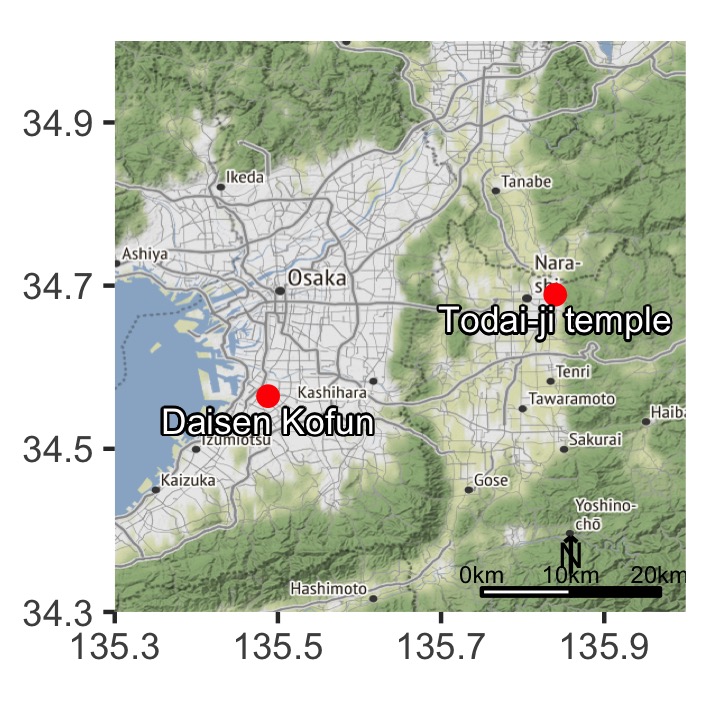 34.9
34.7
34.5
34.3
135.3
135.5
135.7
135.9
Ikeda
Tanabe
Ashiya
Nara-
shi
Osaka
Todai-ji temple
Kashihara
Tenri
Daisen Kofun
Tawaramoto
Haiba
Izumiotsu
Sakurai
Kaizuka
Gose
Yoshino-
chō
N
0km 10km 20km
Hashimoto